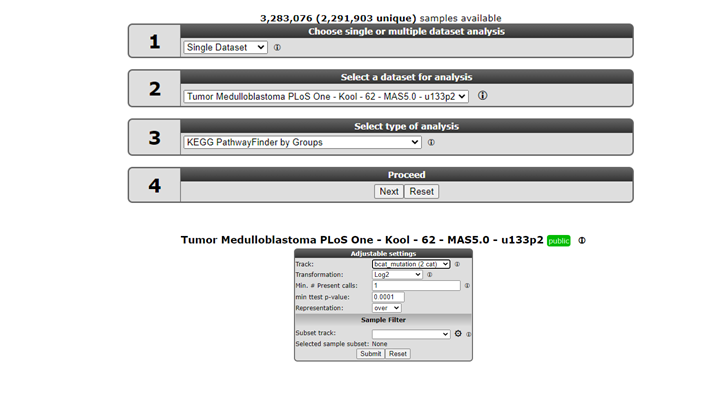 3,283,076 (2,291,903 unique) samples available
1
Choose single or multiple dataset analysis
Single Dataset
2
Select a dataset for analysis
Tumor Medulloblastoma PLoS One - Kool - 62 - MAS5.0 - u133p2
3
Select type of analysis
KEGG PathwayFinder by Groups
4
Proceed
Next Reset
Tumor Medulloblastoma PLoS One - Kool - 62 - MAS5.0 - u133p2 public
Adjustable settings
Track: bcat_mutation (2 cat)
Transformation: Log2
Min. # Present calls: 1
min ttest p-value: 0.0001
Representation: over
Sample Filter
Subset track:
Selected sample subset: None
Submit Reset